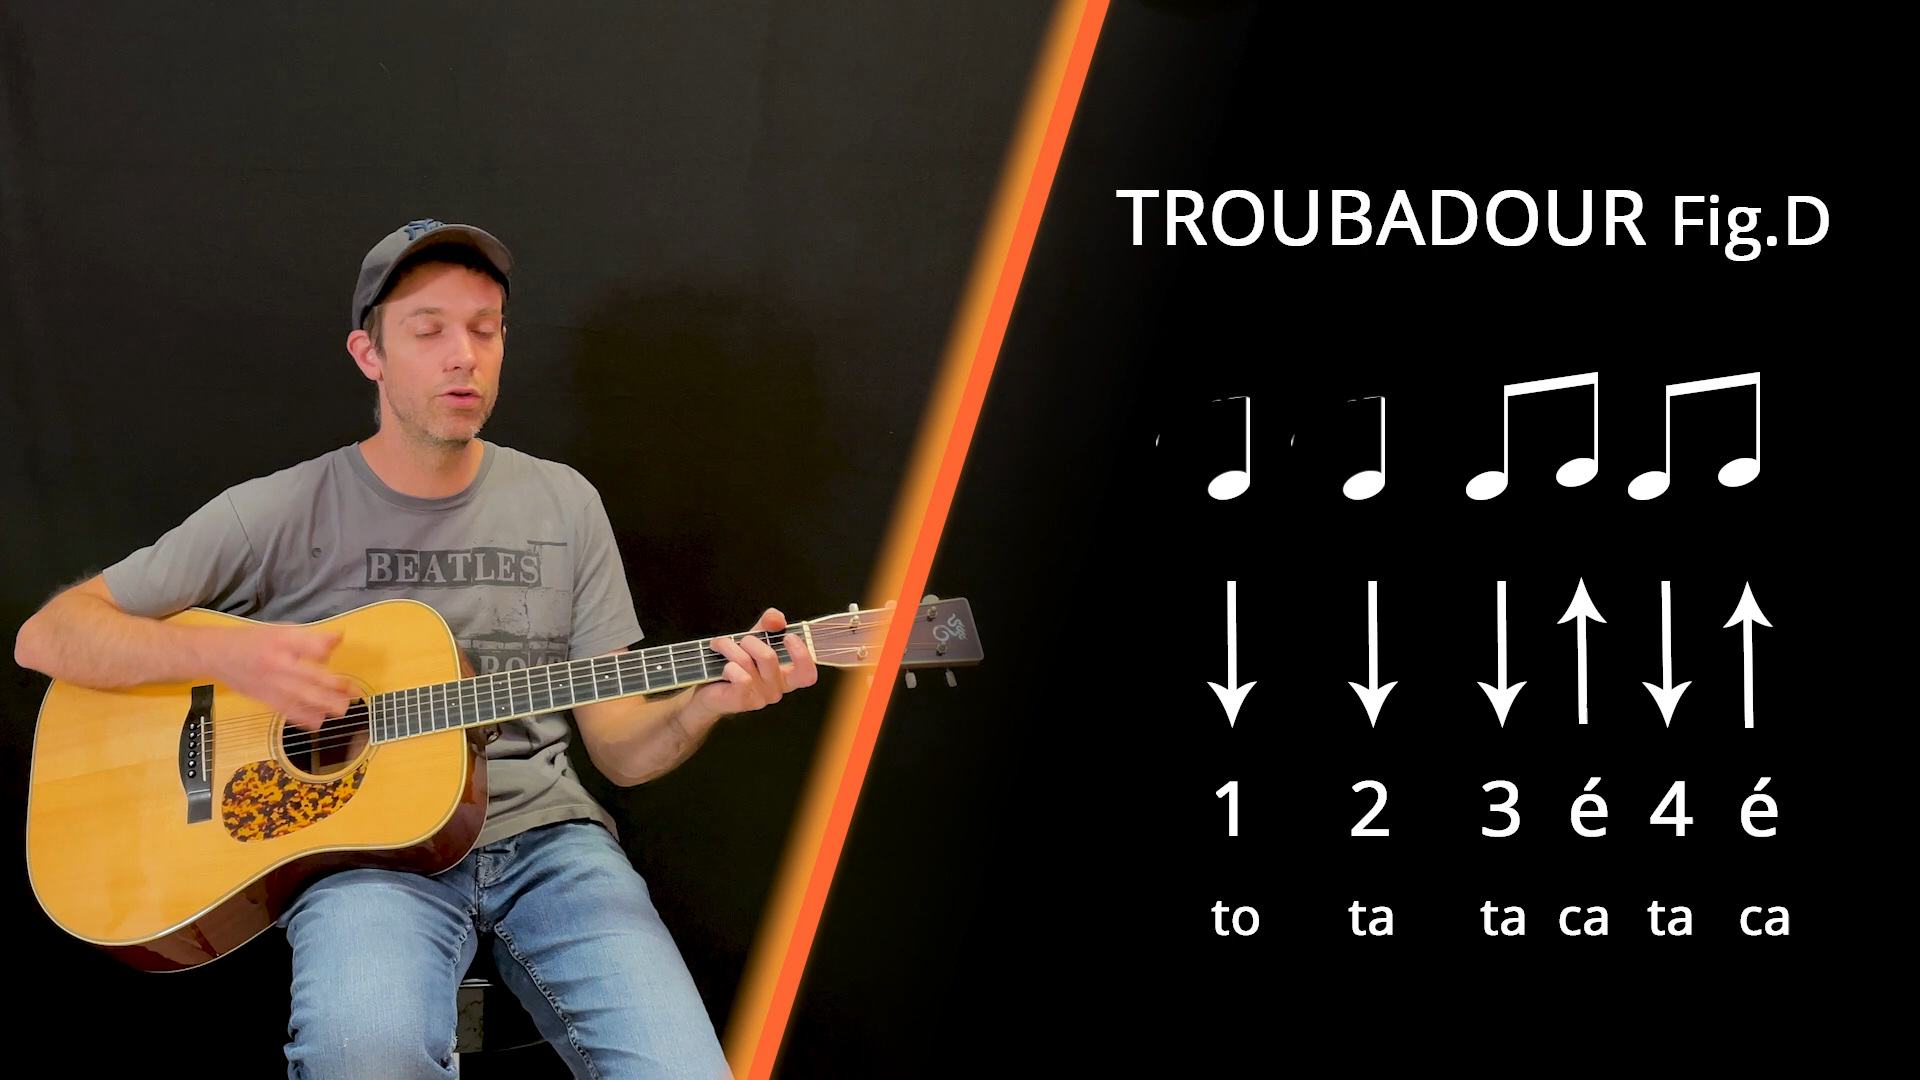 TROUBADOUR Fig.D
BEATLES
1 2 3 é 4 é
to ta ta ca ta ca